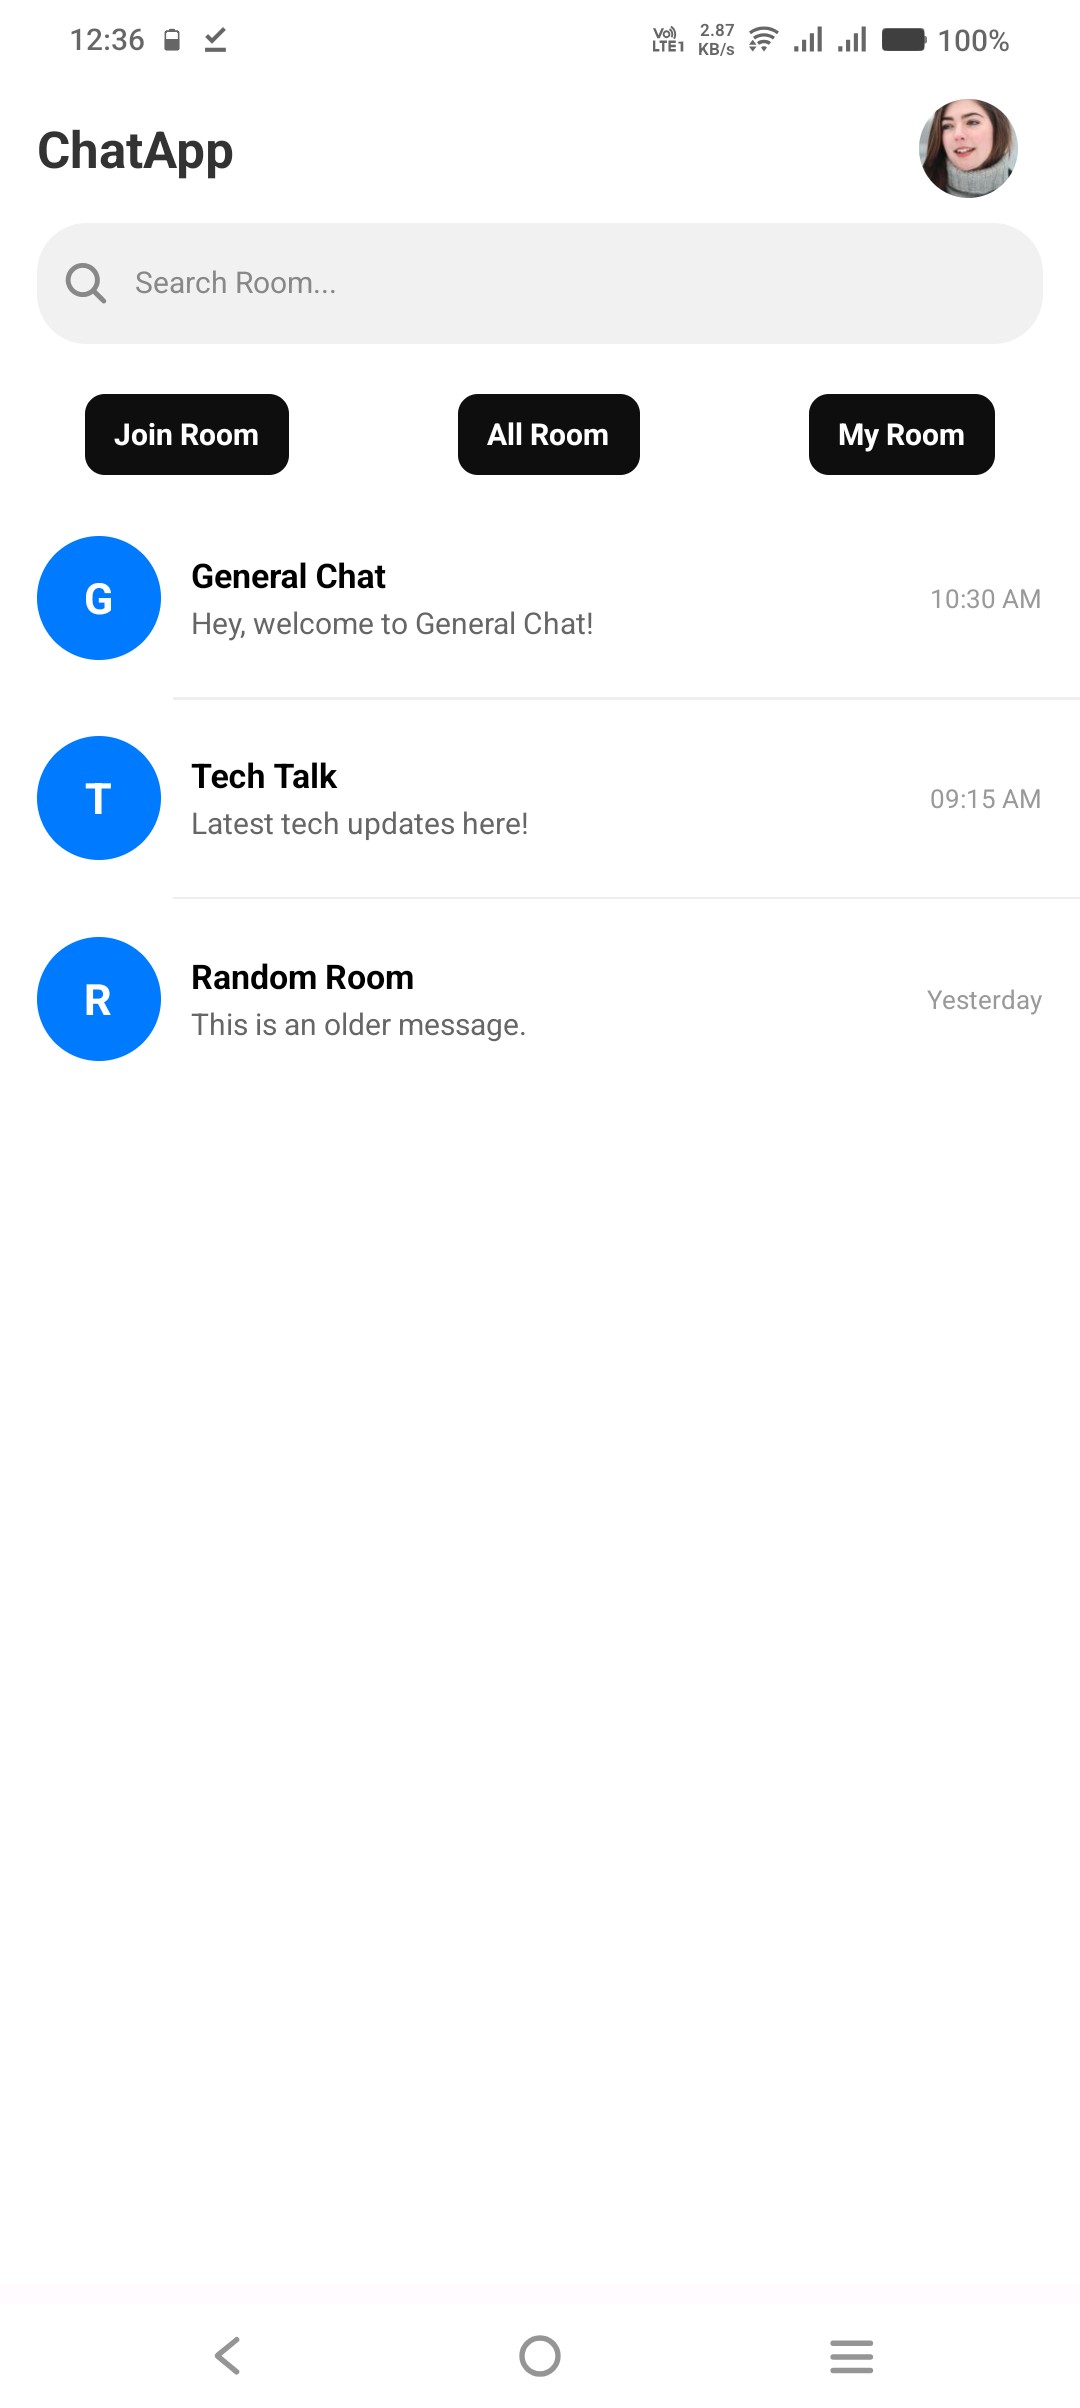 12:36
Vo)) LTE1 2.87 KB/s 100%
ChatApp
Search Room...
Join Room
All Room
My Room
G
General Chat
Hey, welcome to General Chat!
10:30 AM
T
Tech Talk
Latest tech updates here!
09:15 AM
R
Random Room
This is an older message.
Yesterday